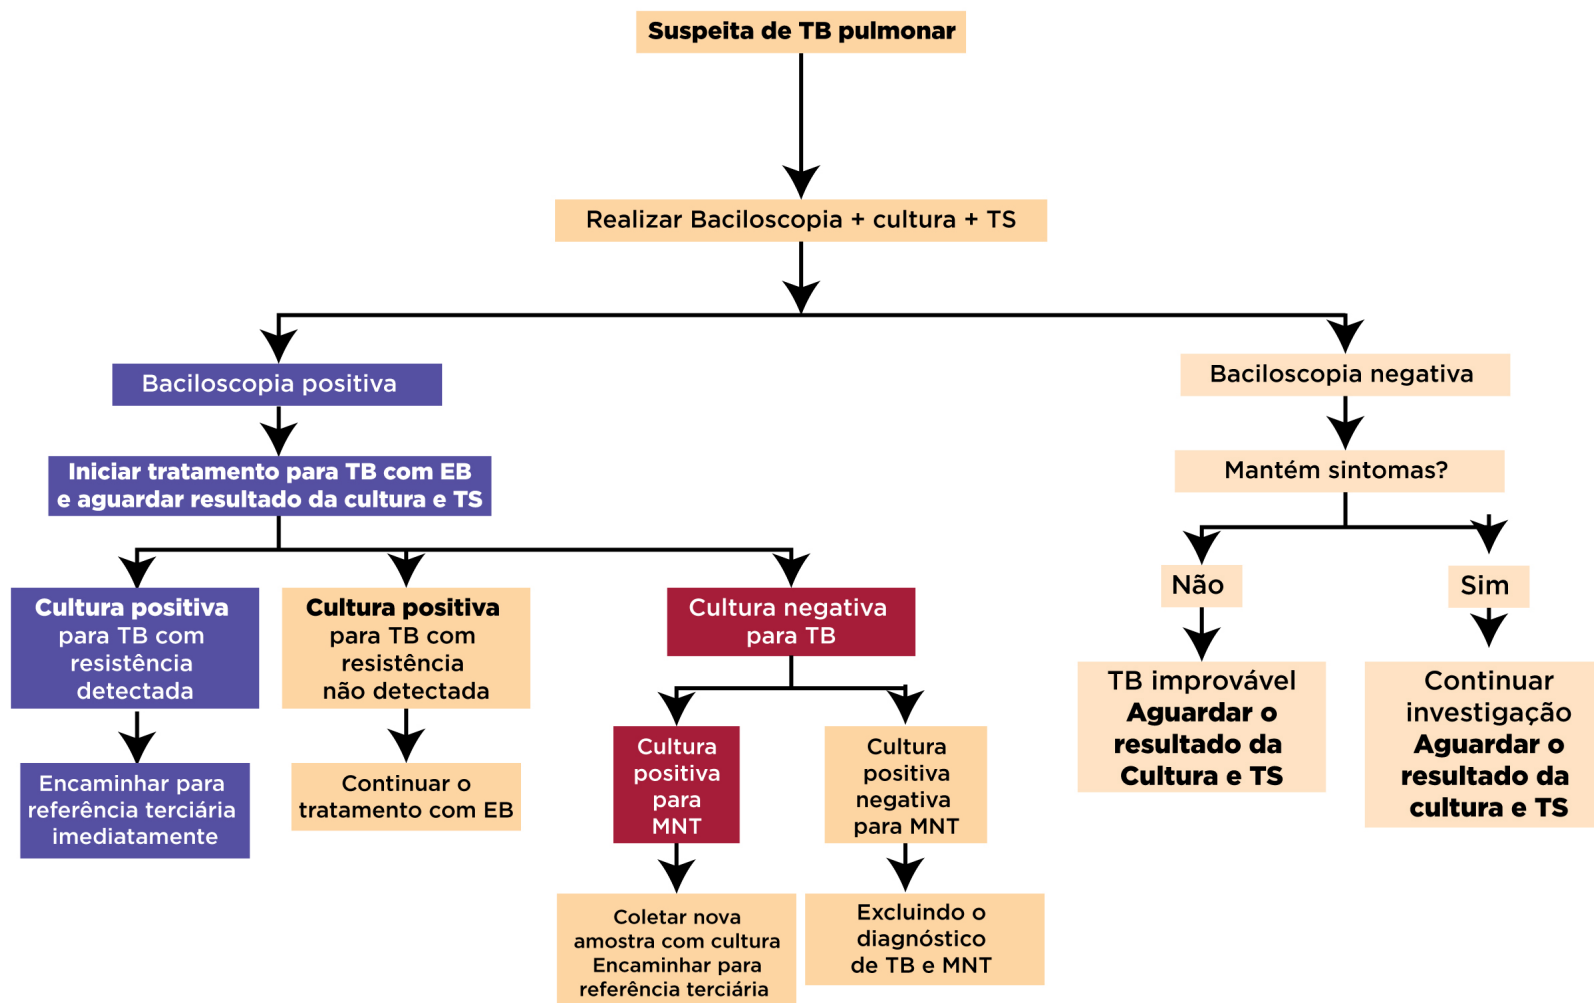 Suspeita de TB pulmonar
Realizar Baciloscopia + cultura + TS
Baciloscopia positiva
Baciloscopia negativa
Iniciar tratamento para TB com EB
e aguardar resultado da cultura e TS
Mantém sintomas?
Não
Sim
Cultura positiva
para TB com
resistência
detectada
Cultura positiva
para TB com
resistência
não detectada
Cultura negativa
para TB
TB improvável
Aguardar o
resultado da
Cultura e TS
Continuar
investigação
Aguardar o
resultado da
cultura e TS
Encaminhar para
referência terciária
imediatamente
Continuar o
tratamento com EB
Cultura
positiva
para
MNT
Cultura
positiva
negativa
para MNT
Coletar nova
amostra com cultura
Encaminhar para
referência terciária
Excluindo o
diagnóstico
de TB e MNT